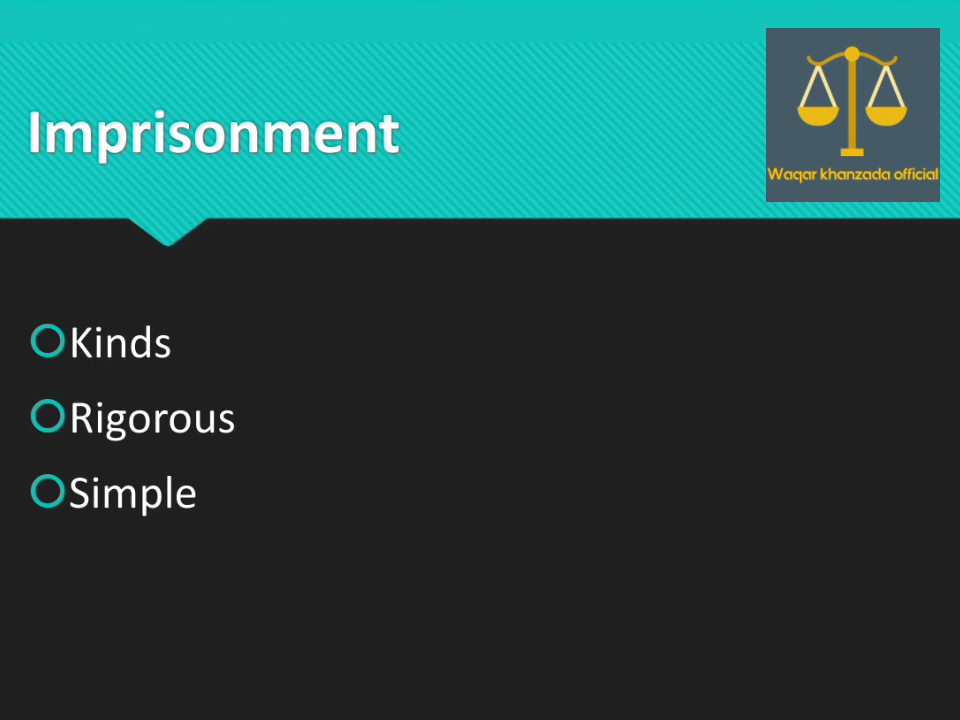 Imprisonment
Waqar khanzada official
Kinds
Rigorous
Simple